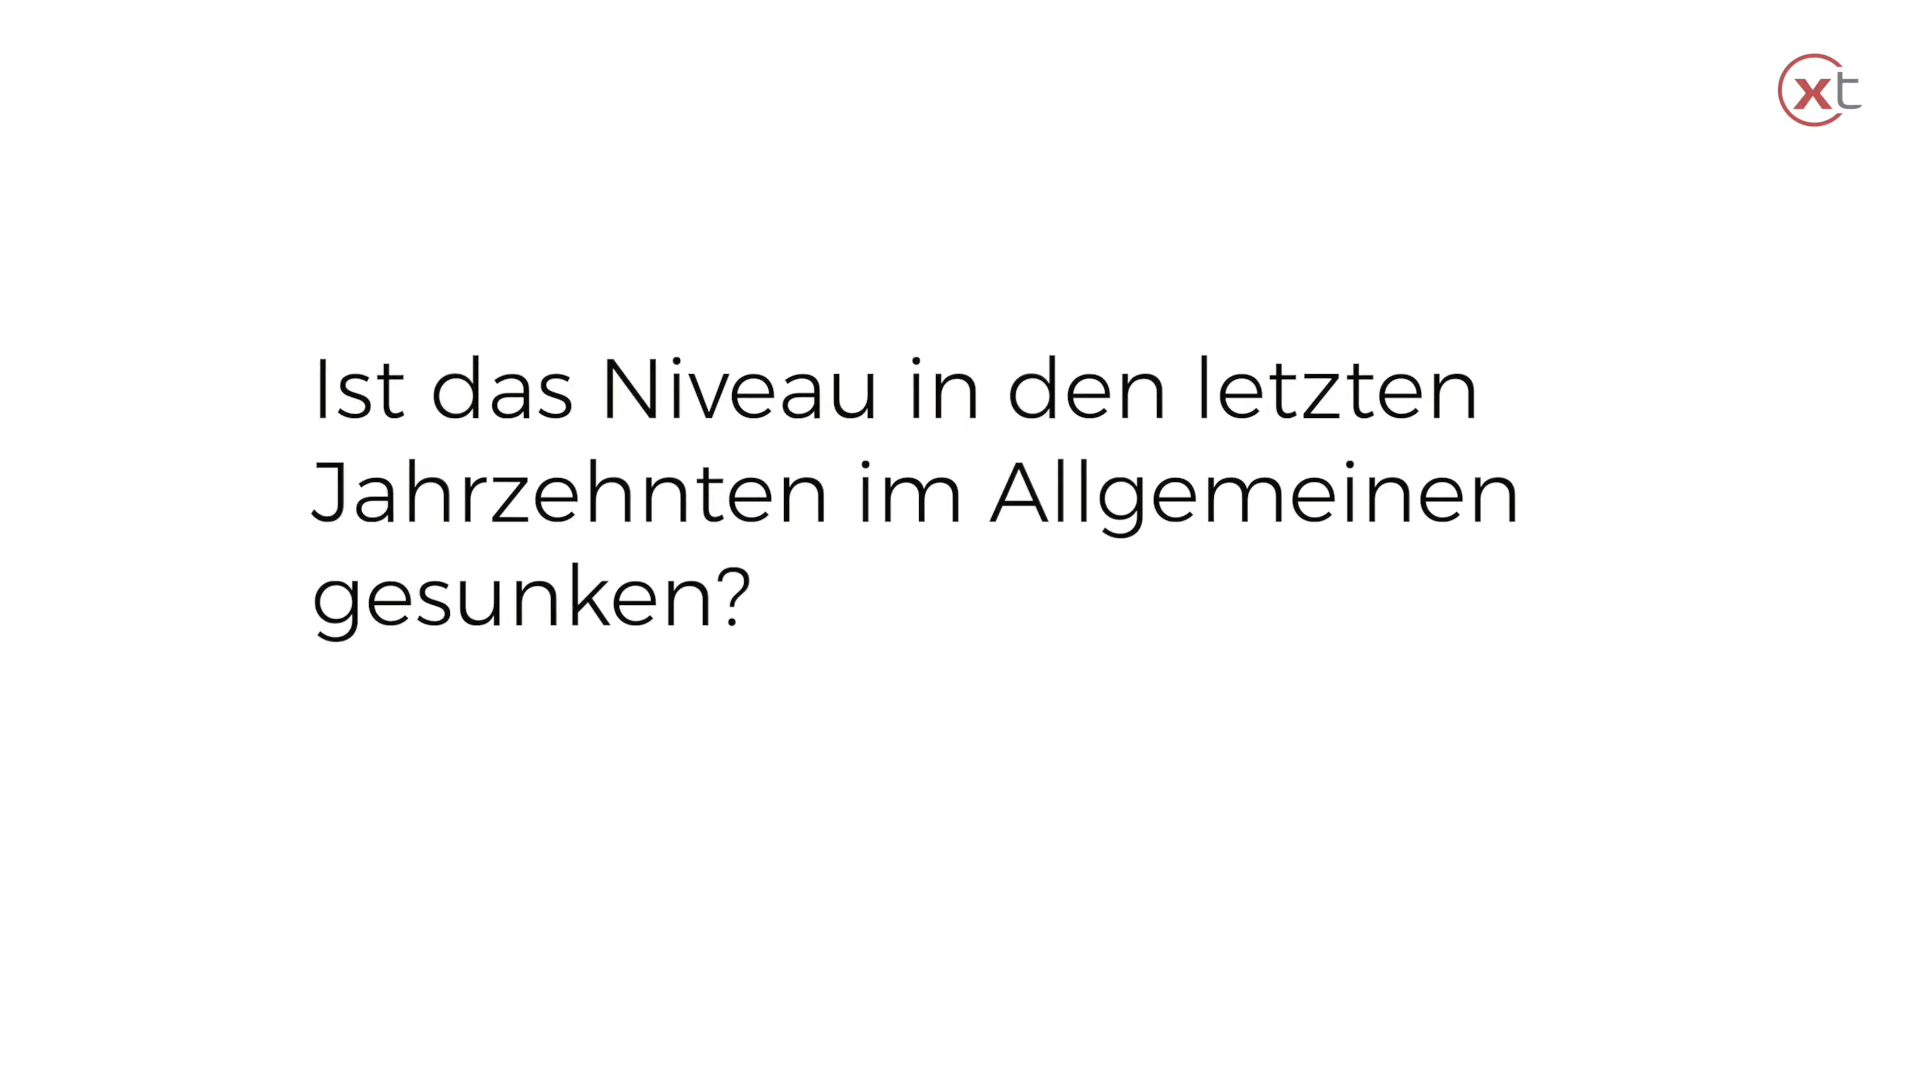 xt
Ist das Niveau in den letzten
Jahrzehnten im Allgemeinen
gesunken?